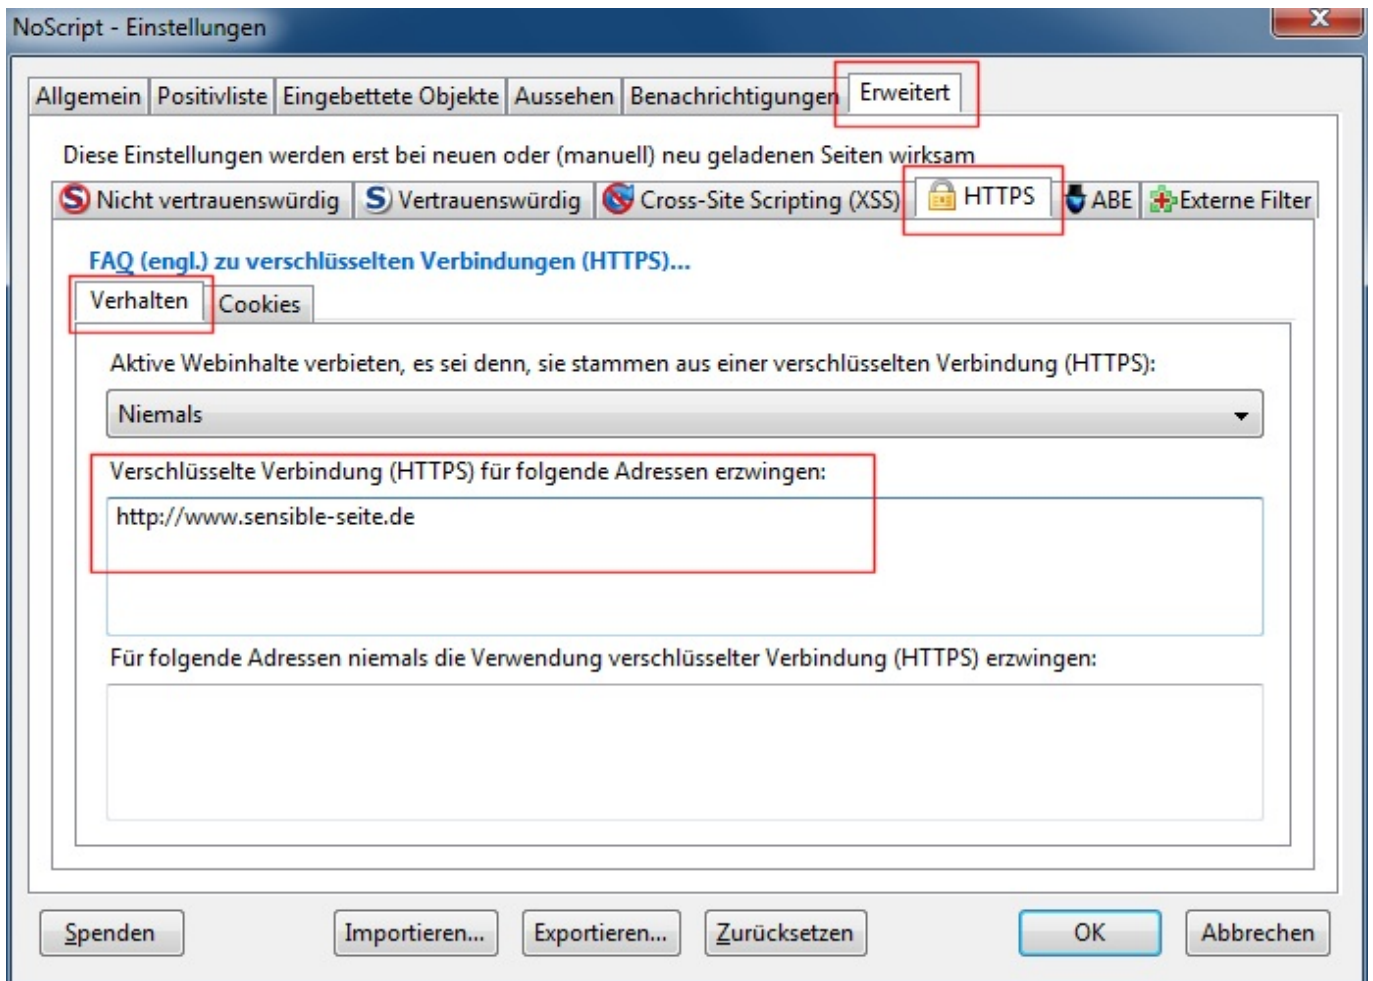 NoScript - Einstellungen
X
Allgemein Positivliste Eingebettete Objekte Aussehen Benachrichtigungen Erweitert
Diese Einstellungen werden erst bei neuen oder (manuell) neu geladenen Seiten wirksam
S Nicht vertrauenswürdig S Vertrauenswürdig Cross-Site Scripting (XSS) HTTPS ABE Externe Filter
FAQ (engl.) zu verschlüsselten Verbindungen (HTTPS)...
Verhalten Cookies
Aktive Webinhalte verbieten, es sei denn, sie stammen aus einer verschlüsselten Verbindung (HTTPS):
Niemals
Verschlüsselte Verbindung (HTTPS) für folgende Adressen erzwingen:
http://www.sensible-seite.de
Für folgende Adressen niemals die Verwendung verschlüsselter Verbindung (HTTPS) erzwingen:
Spenden Importieren... Exportieren... Zurücksetzen OK Abbrechen